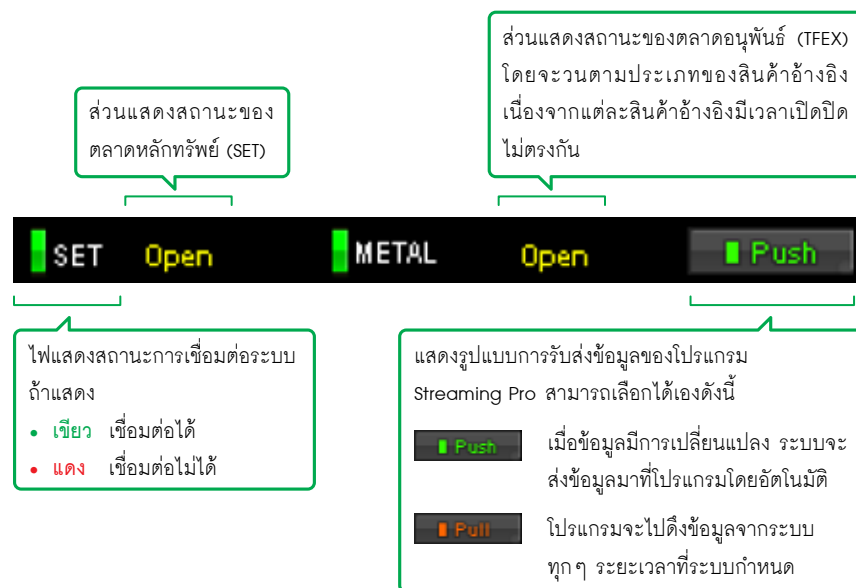 ส่วนแสดงสถานะของ
ตลาดหลักทรัพย์ (SET)
ส่วนแสดงสถานะของตลาดอนุพันธ์ (TFEX)
โดยจะวนตามประเภทของสินค้าอ้างอิง
เนื่องจากแต่ละสินค้าอ้างอิงมีเวลาเปิดปิด
ไม่ตรงกัน
SET Open METAL Open Push
ไฟแสดงสถานะการเชื่อมต่อระบบ
ถ้าแสดง
• เขียว เชื่อมต่อได้
• แดง เชื่อมต่อไม่ได้
แสดงรูปแบบการรับส่งข้อมูลของโปรแกรม
Streaming Pro สามารถเลือกได้เองดังนี้
Push เมื่อข้อมูลมีการเปลี่ยนแปลง ระบบจะ
ส่งข้อมูลมาที่โปรแกรมโดยอัตโนมัติ
Pull โปรแกรมจะไปดึงข้อมูลจากระบบ
ทุกๆ ระยะเวลาที่ระบบกำหนด